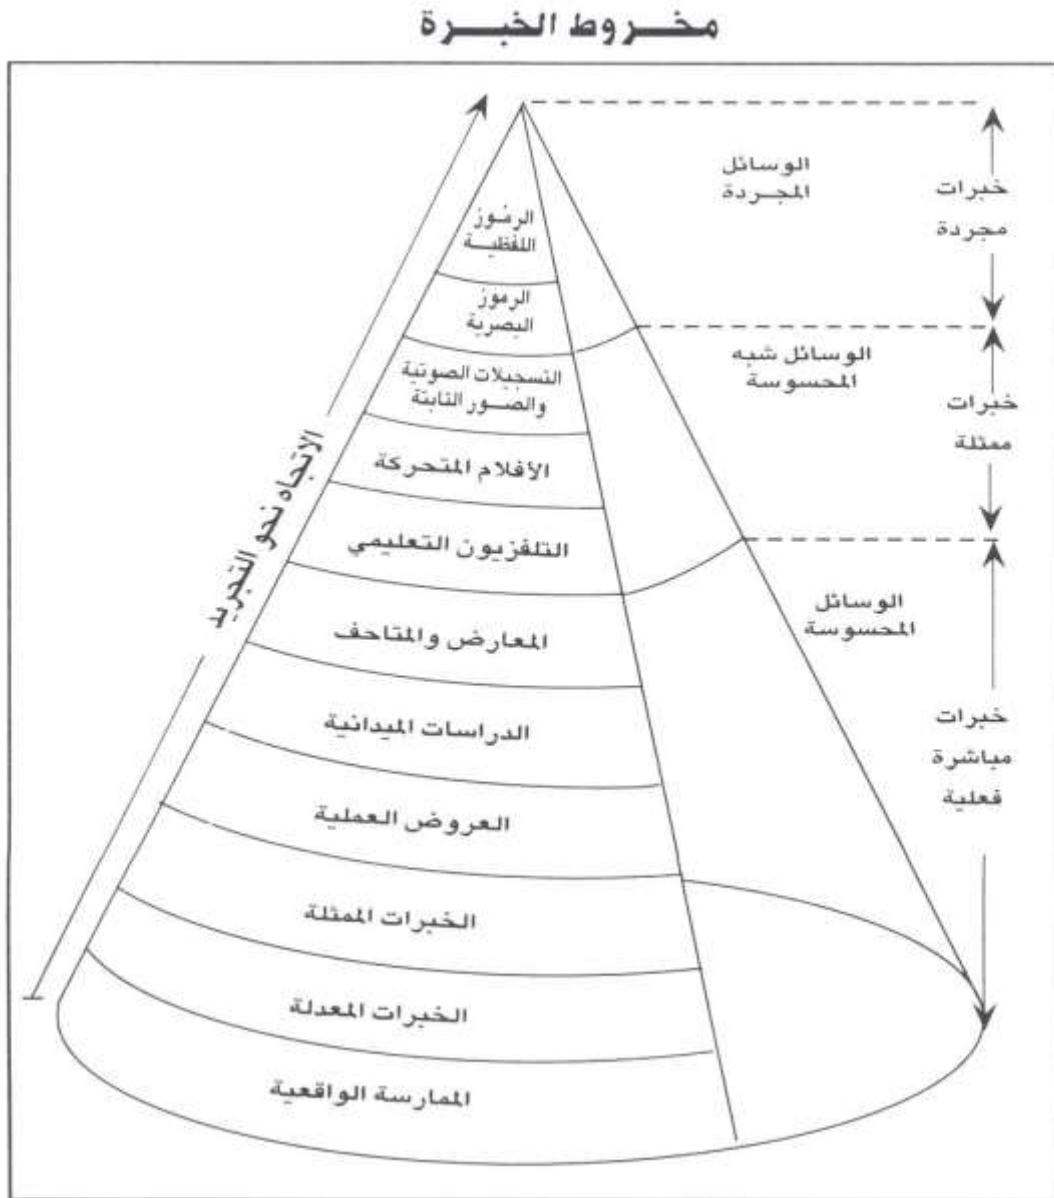 مخروط الخبرة
الوسائل
المجردة
خبرات
مجردة
الرمُوز
اللفظية
الرموز
البصرية
الوسائل شبه
المحسوسة
خبرات
ممثلة
التسجيلات الصوتية
والصور الثابتة
الأفلام المتحركة
الاتجاه نحو التجريد
التلفزيون التعليمي
الوسائل
المحسوسة
المعارض والمتاحف
خبرات
مباشرة
فعلية
الدراسات الميدانية
العروض العملية
الخبرات الممثلة
الخبرات المعدلة
الممارسة الواقعية